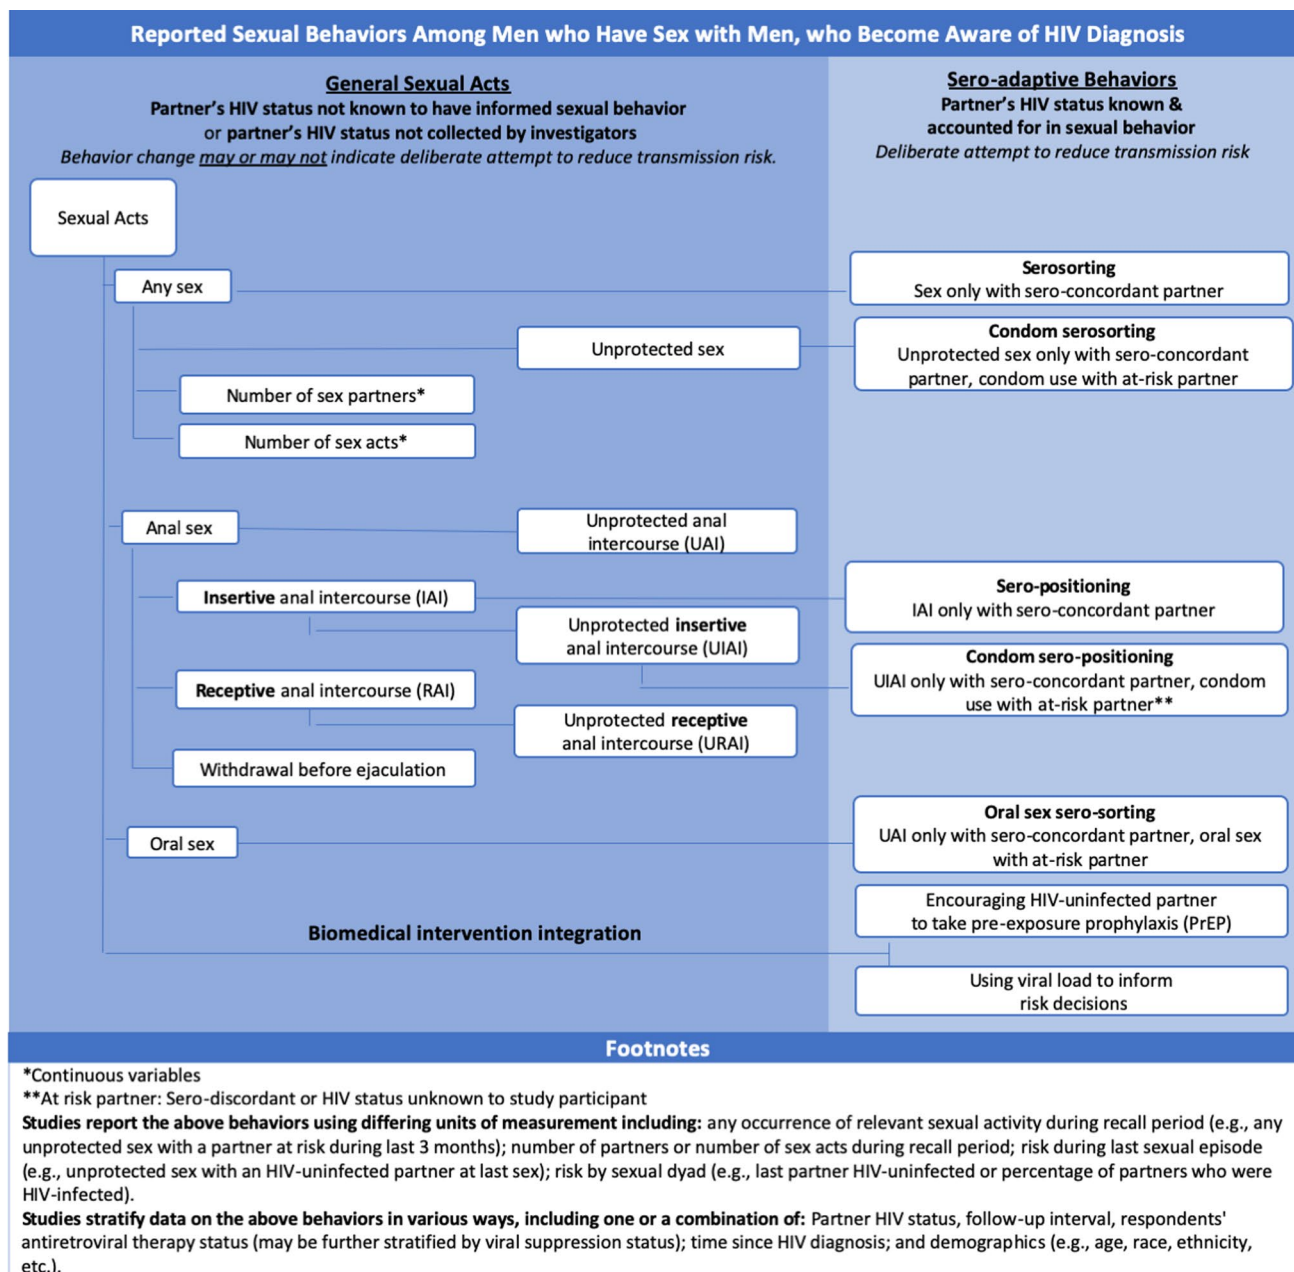 Reported Sexual Behaviors Among Men who Have Sex with Men, who Become Aware of HIV Diagnosis
General Sexual Acts
Partner's HIV status not known to have informed sexual behavior
or partner's HIV status not collected by investigators
Behavior change may or may not indicate deliberate attempt to reduce transmission risk.
Sero-adaptive Behaviors
Partner's HIV status known &
accounted for in sexual behavior
Deliberate attempt to reduce transmission risk
Sexual Acts
Any sex
Serosorting
Sex only with sero-concordant partner
Unprotected sex
Condom serosorting
Unprotected sex only with sero-concordant
partner, condom use with at-risk partner
Number of sex partners*
Number of sex acts*
Anal sex
Unprotected anal
intercourse (UAI)
Insertive anal intercourse (IAI)
Sero-positioning
IAI only with sero-concordant partner
Unprotected insertive
anal intercourse (UIAI)
Condom sero-positioning
UIAI only with sero-concordant partner, condom
use with at-risk partner**
Receptive anal intercourse (RAI)
Unprotected receptive
anal intercourse (URAI)
Withdrawal before ejaculation
Oral sex
Oral sex sero-sorting
UAI only with sero-concordant partner, oral sex
with at-risk partner
Biomedical intervention integration
Encouraging HIV-uninfected partner
to take pre-exposure prophylaxis (PrEP)
Using viral load to inform
risk decisions
Footnotes
*Continuous variables
**At risk partner: Sero-discordant or HIV status unknown to study participant
Studies report the above behaviors using differing units of measurement including: any occurrence of relevant sexual activity during recall period (e.g., any
unprotected sex with a partner at risk during last 3 months); number of partners or number of sex acts during recall period; risk during last sexual episode
(e.g., unprotected sex with an HIV-uninfected partner at last sex); risk by sexual dyad (e.g., last partner HIV-uninfected or percentage of partners who were
HIV-infected).
Studies stratify data on the above behaviors in various ways, including one or a combination of: Partner HIV status, follow-up interval, respondents'
antiretroviral therapy status (may be further stratified by viral suppression status); time since HIV diagnosis; and demographics (e.g., age, race, ethnicity,
etc.).